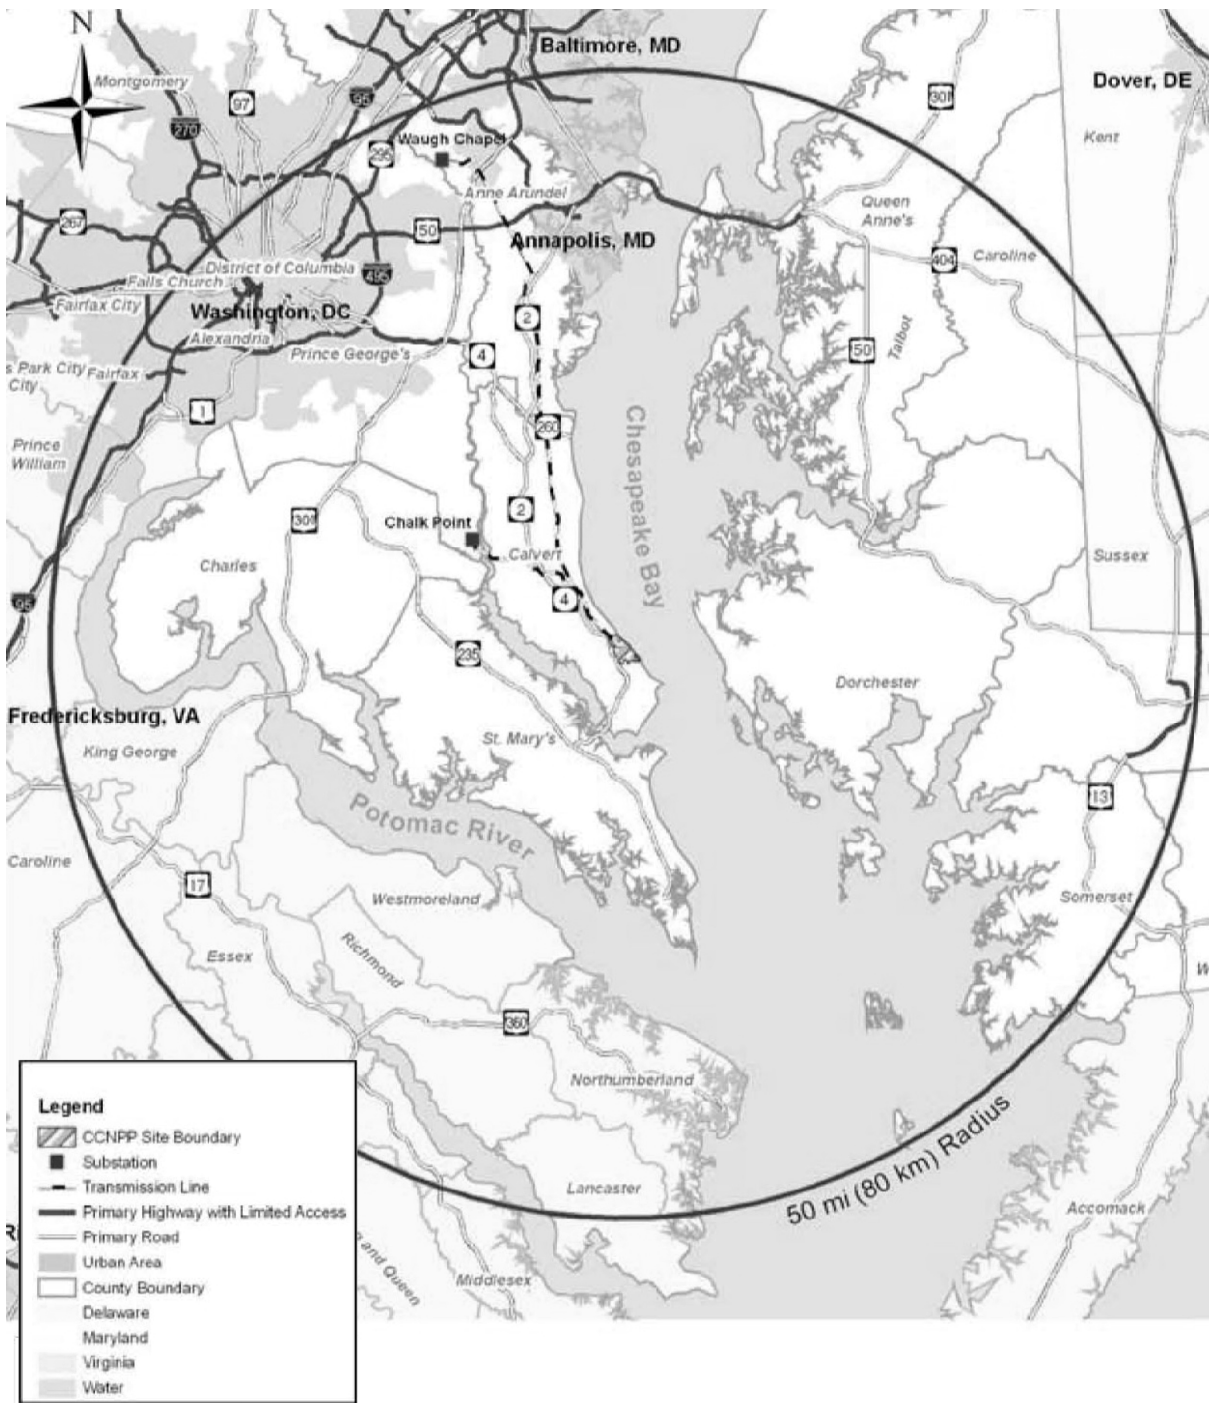 N
Baltimore, MD
Montgomery
97
95
301
Dover, DE
270
Kent
Waugh Chapel
295
Anne Arundel
Queen
Anne's
267
50
Annapolis, MD
404
Caroline
District of Columbia
495
Falls Church
Fairfax City
Washington, DC
2
Alexandria
Prince George's
4
50
Talbot
s Park City
City
Fairfax
1
260
Chesapeake Bay
Prince
William
301
2
Chalk Point
Calvert
Sussex
Charles
95
4
235
Dorchester
Fredericksburg, VA
King George
St. Mary's
13
Potomac River
Caroline
17
Westmoreland
Somerset
Essex
Richmond
W
360
Northumberland
50 mi (80 km) Radius
Lancaster
Accomack
and Queen
Middlesex
Legend
CCNPP Site Boundary
Substation
Transmission Line
Primary Highway with Limited Access
Primary Road
Urban Area
County Boundary
Delaware
Maryland
Virginia
Water